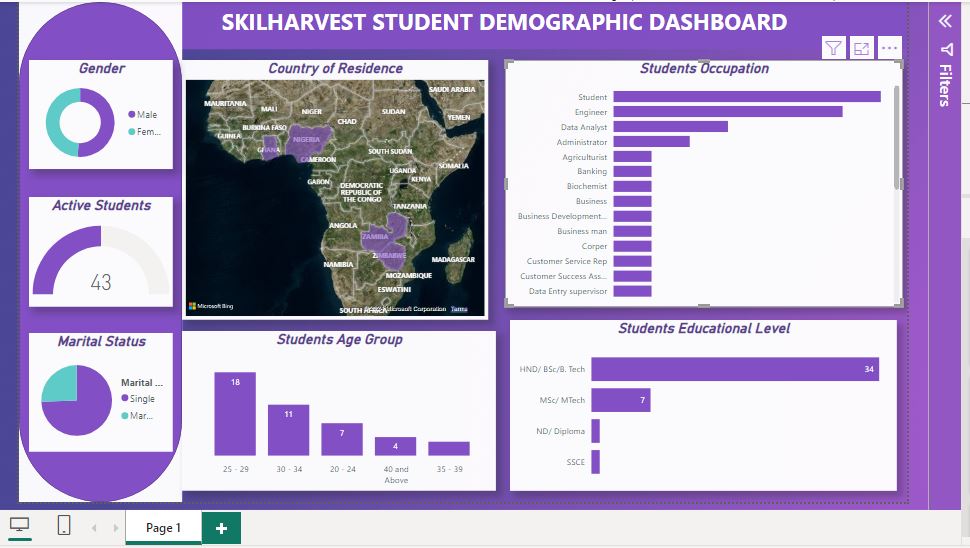 SKILHARVEST STUDENT DEMOGRAPHIC DASHBOARD
Filters
Gender
Male
Fem...
Active Students
43
Marital Status
Marital ...
Single
Mar...
Country of Residence
SAUDI ARABIA
MAURITANIA
MALI
NIGER
SUDAN
YEMEN
CHAD
BURKINA FASO
GUINEA
NIGERIA
GHANA
CAMEROON
SOUTH SUDAN
SOMALIA
UGANDA
KENYA
GABON
DEMOCRATIC
REPUBLIC OF
THE CONGO
TANZANIA
ANGOLA
ZAMBIA
ZIMBABWE
NAMIBIA
MADAGASCAR
MOZAMBIQUE
ESWATINI
SOUTH AFRICA
Microsoft Bing
Microsoft Corporation
Terms
Students Occupation
Student
Engineer
Data Analyst
Administrator
Agriculturist
Banking
Biochemist
Business
Business Development...
Business man
Corper
Customer Service Rep
Customer Success Ass...
Data Entry supervisor
Students Age Group
18
11
7
4
25 - 29
30 - 34
20 - 24
40 and
Above
35 - 39
Students Educational Level
HND/ BSc/B. Tech
34
MSc/ MTech
7
ND/ Diploma
SSCE
Page 1